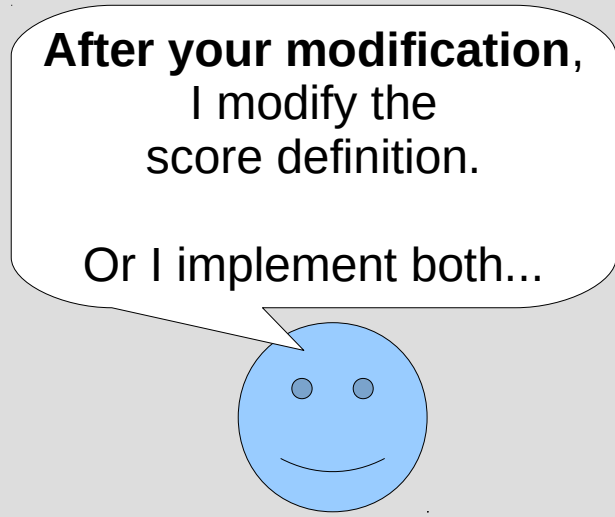 After your modification,
I modify the
score definition.
Or I implement both...